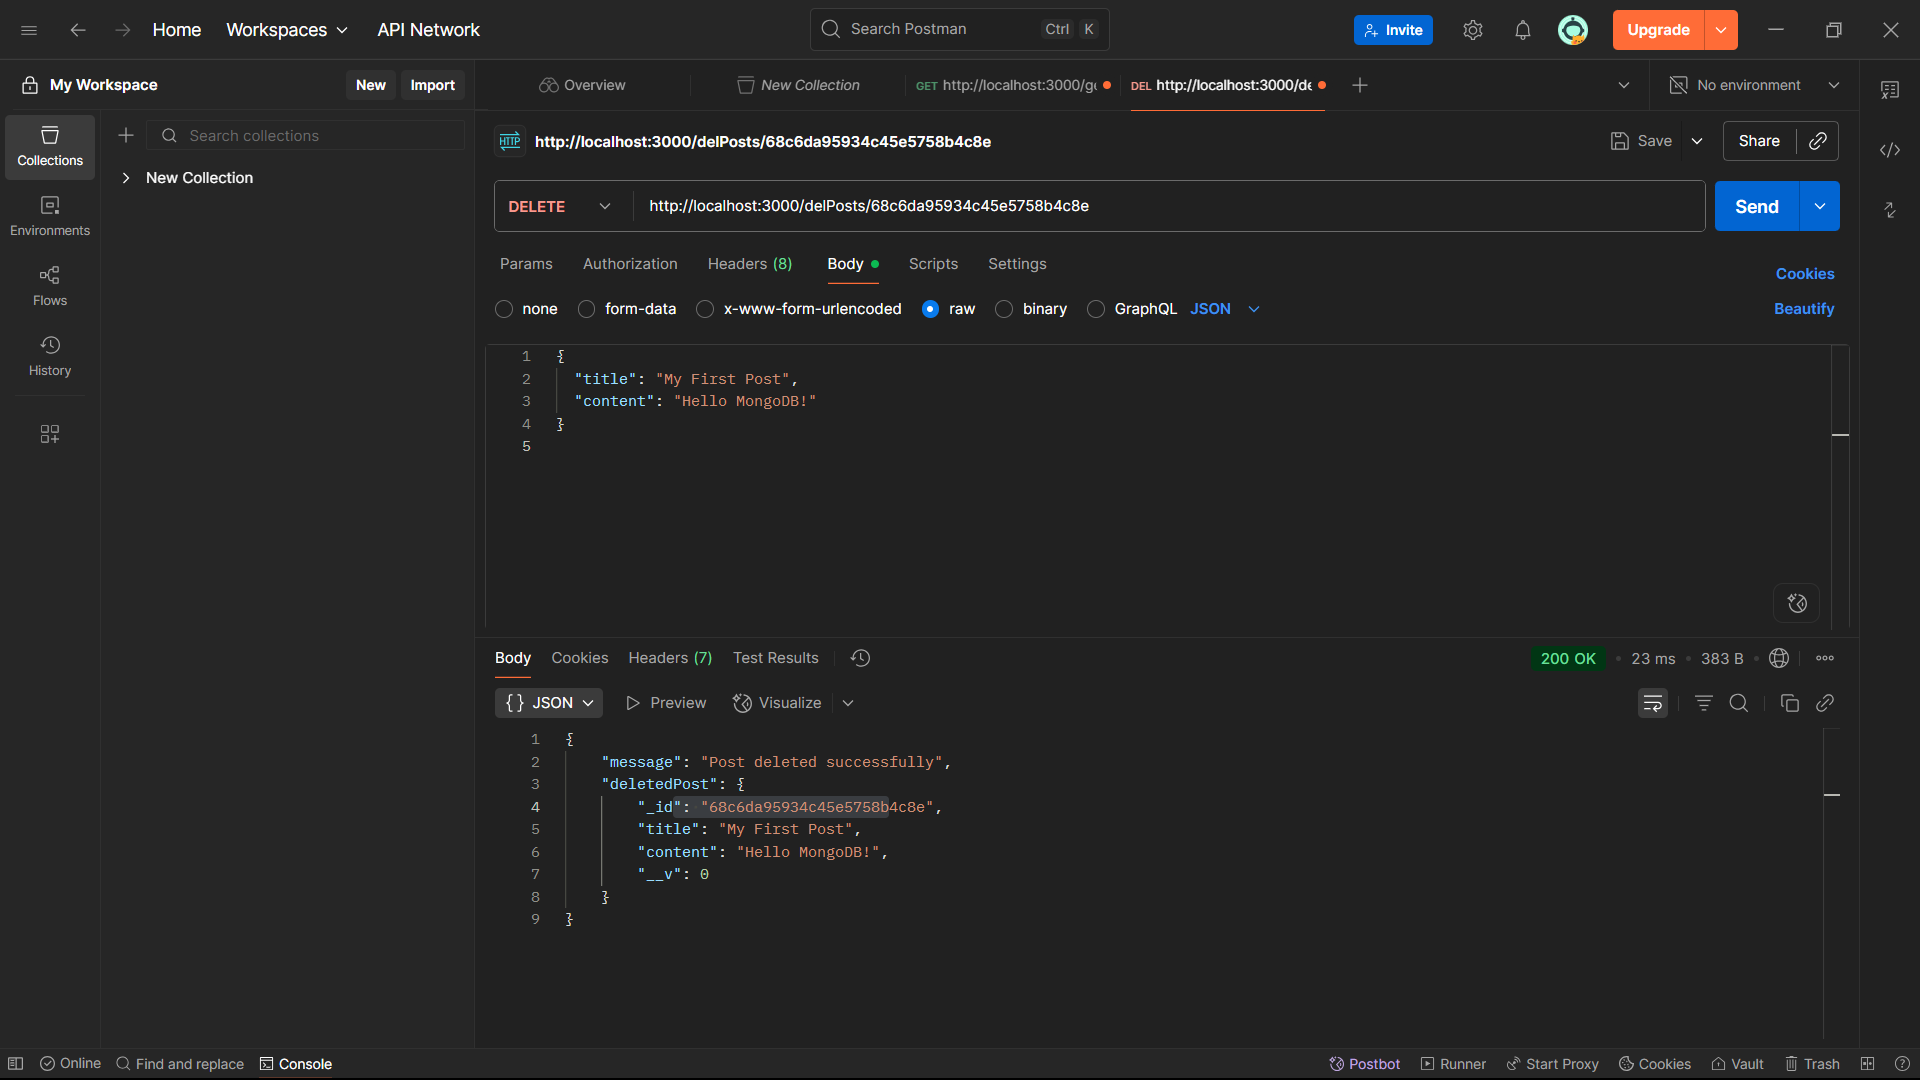 Home Workspaces API Network Search Postman Ctrl K Invite Upgrade
My Workspace New Import Overview New Collection GET http://localhost:3000/g DEL http://localhost:3000/de No environment
Collections
Environments
Flows
History
Search collections
New Collection
HTTP http://localhost:3000/delPosts/68c6da95934c45e5758b4c8e Save Share
DELETE http://localhost:3000/delPosts/68c6da95934c45e5758b4c8e Send
Params Authorization Headers (8) Body Scripts Settings Cookies
none form-data x-www-form-urlencoded raw binary GraphQL JSON Beautify
1 {
2 "title": "My First Post",
3 "content": "Hello MongoDB!"
4 }
5
Body Cookies Headers (7) Test Results 200 OK • 23 ms • 383 B •
{} JSON Preview Visualize
1 {
2 "message": "Post deleted successfully",
3 "deletedPost": {
4 "_id": "68c6da95934c45e5758b4c8e",
5 "title": "My First Post",
6 "content": "Hello MongoDB!",
7 "__v": 0
8 }
9 }
Online Find and replace Console Postbot Runner Start Proxy Cookies Vault Trash